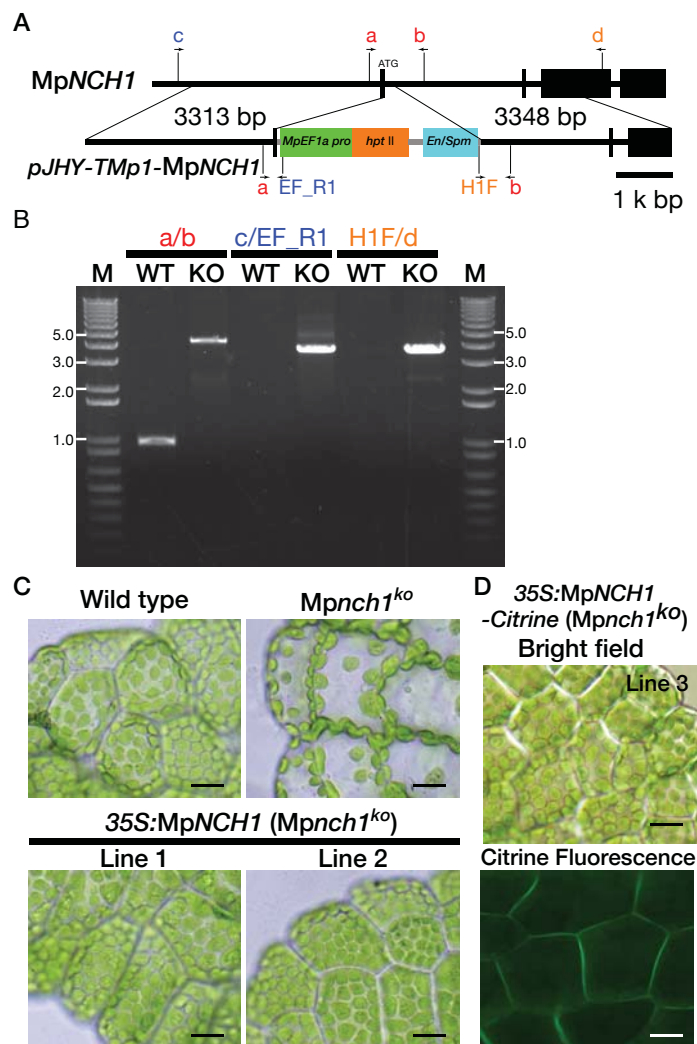 A
c a b d
ATG
MpNCH1
3313 bp 3348 bp
MpEF1a pro hpt II En/Spm
pJHY-TMp1-MpNCH1
a EF_R1 H1F b
1 k bp
B
a/b c/EF_R1 H1F/d
M WT KO WT KO WT KO M
5.0 5.0
3.0 3.0
2.0 2.0
1.0 1.0
C
Wild type Mpnch1ko
35S:MpNCH1 (Mpnch1ko)
Line 1 Line 2
D
35S:MpNCH1
-Citrine (Mpnch1ko)
Bright field
Line 3
Citrine Fluorescence